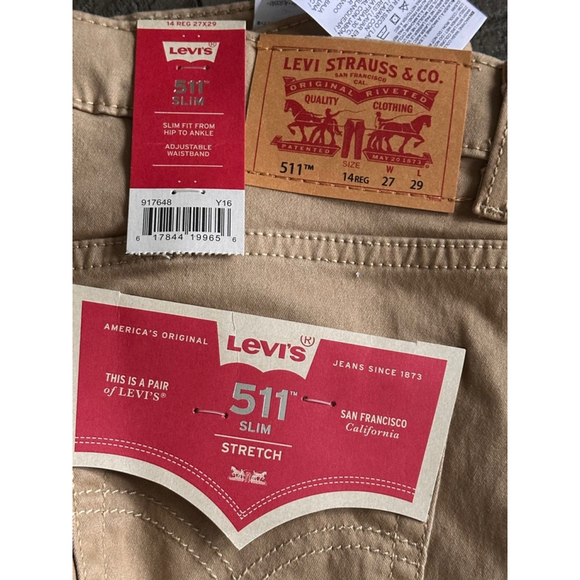 14 REG 27X29
Levi's
511™
SLIM
SLIM FIT FROM
HIP TO ANKLE
ADJUSTABLE
WAISTBAND
917648 Y16
6 17844 19965 6
LEVI STRAUSS & CO.
SAN FRANCISCO
CAL
ORIGINAL RIVETED
QUALITY CLOTHING
PATENTED MAY 20 1873
SIZE W L
511™ 14REG 27 29
AMERICA'S ORIGINAL
Levi's®
JEANS SINCE 1873
THIS IS A PAIR
of LEVI'S®
511™
SLIM
STRETCH
SAN FRANCISCO
California